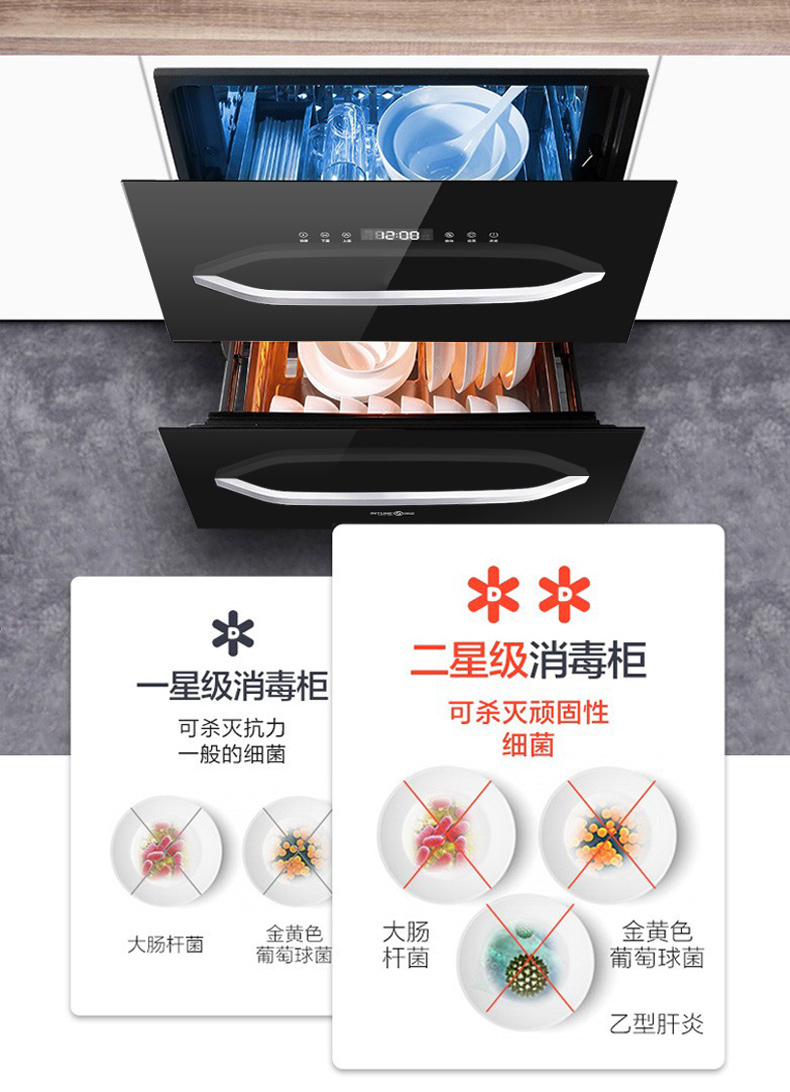 12:08
D
一星级消毒柜
可杀灭抗力
一般的细菌
大肠杆菌
金黄色
葡萄球菌
D D
二星级消毒柜
可杀灭顽固性
细菌
大肠
杆菌
金黄色
葡萄球菌
乙型肝炎